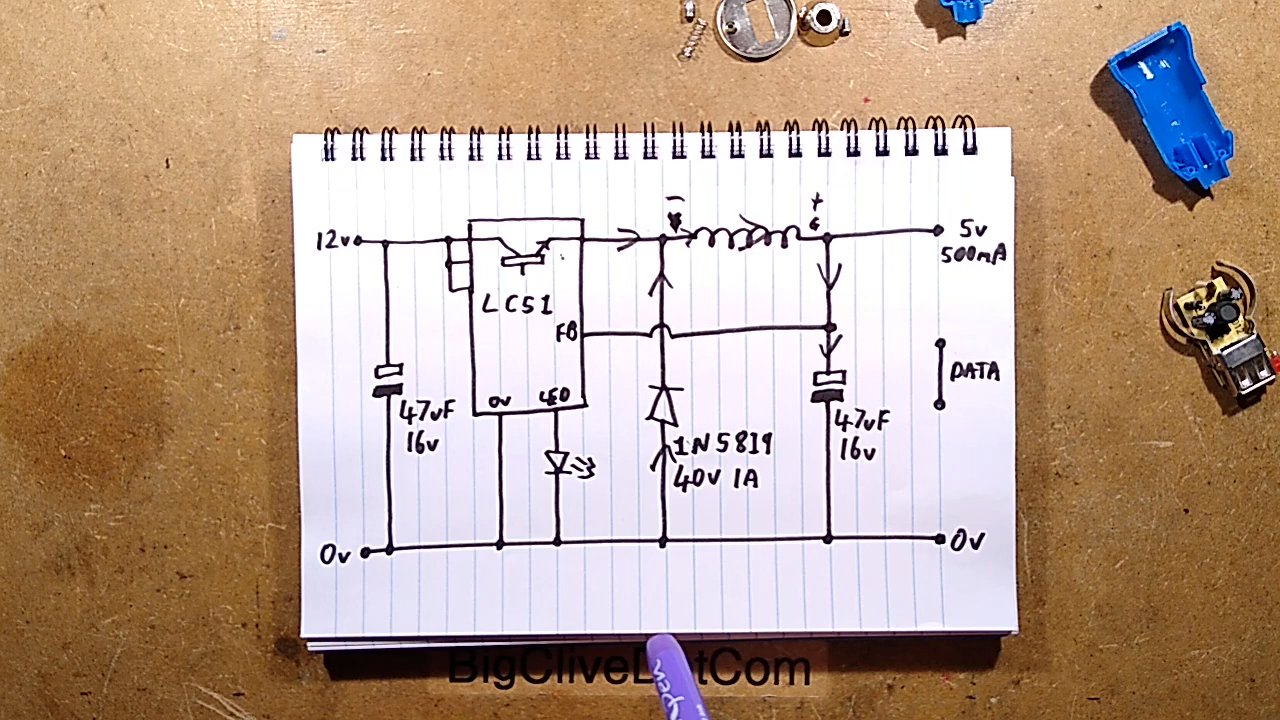 12v
LC51
FB
0v
LED
47uF
16v
1N5819
40V 1A
-
+
5v
500mA
DATA
47uF
16v
0v
0v
BigCliveDotCom